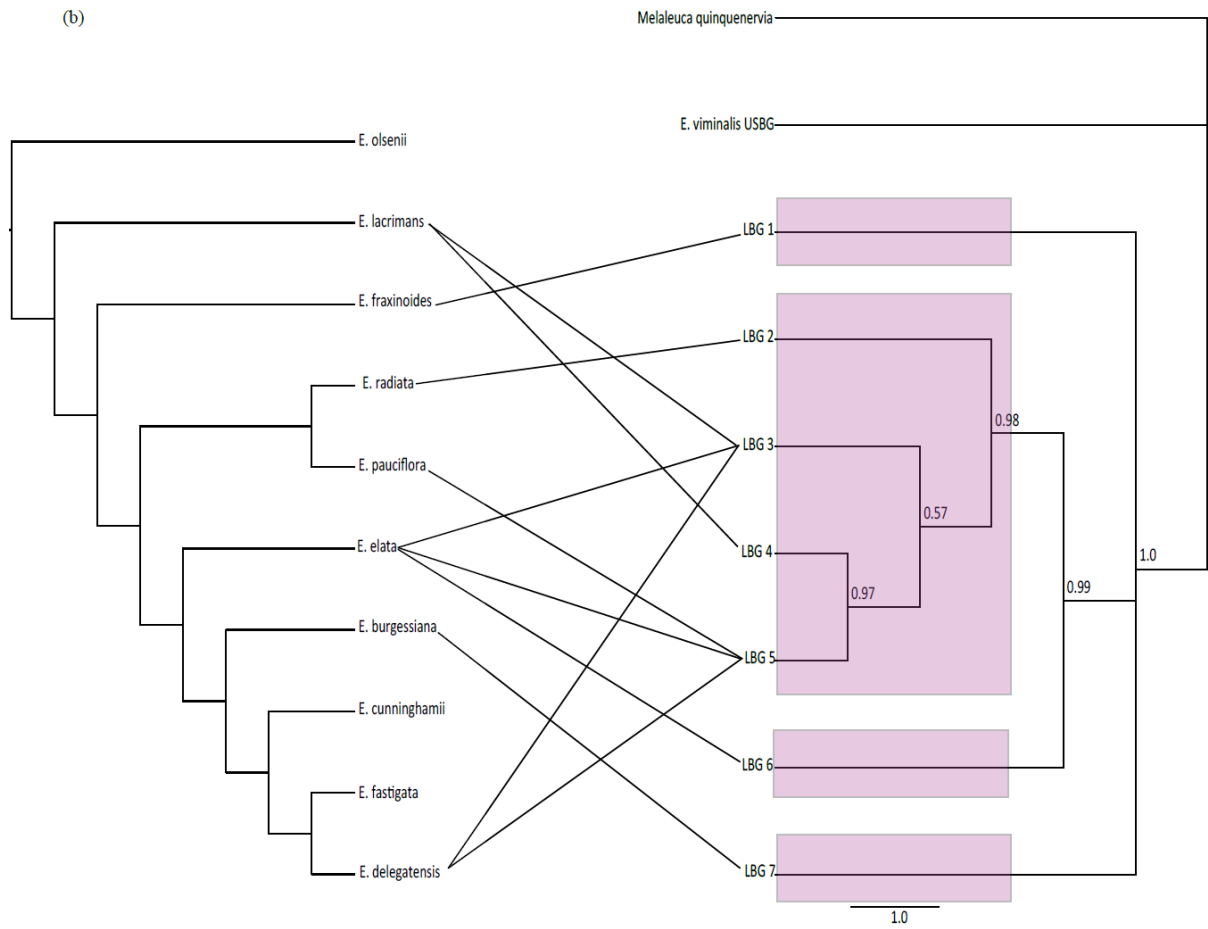 (b)
Melaleuca quinquenervia
E. viminalis USBG
E. olsenii
E. lacrimans
E. fraxinoides
E. radiata
E. pauciflora
E. elata
E. burgessiana
E. cunninghamii
E. fastigata
E. delegatensis
LBG 1
LBG 2
LBG 3
LBG 4
LBG 5
LBG 6
LBG 7
0.98
0.57
0.97
0.99
1.0
1.0